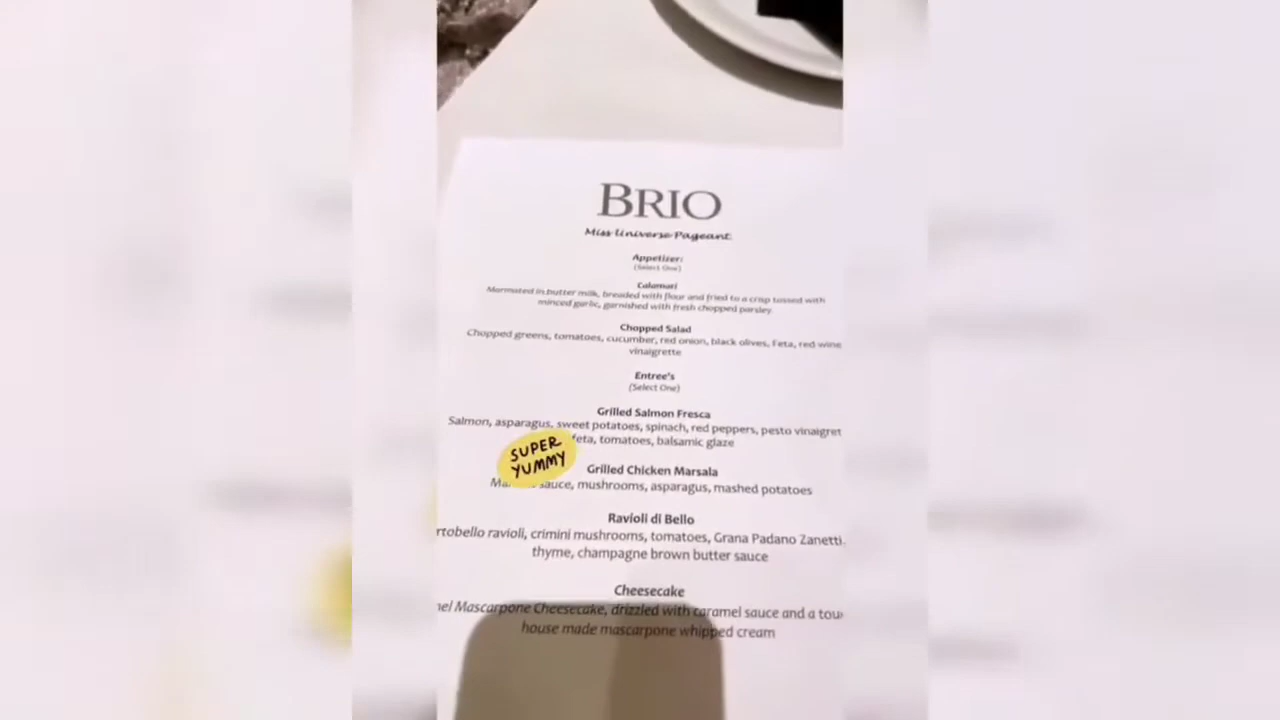 BRIO
Miss Universe Pageant
Appetizer:
(Select One)
Calamari
Marinated in butter milk, breaded with flour and fried to a crisp tossed with
minced garlic, garnished with fresh chopped parsley
Chopped Salad
Chopped greens, tomatoes, cucumber, red onion, black olives, Feta, red wine
vinaigrette
Entree's
(Select One)
Grilled Salmon Fresca
Salmon, asparagus, sweet potatoes, spinach, red peppers, pesto vinaigret
feta, tomatoes, balsamic glaze
SUPER
YUMMY
Grilled Chicken Marsala
sauce, mushrooms, asparagus, mashed potatoes
Ravioli di Bello
rtobello ravioli, crimini mushrooms, tomatoes, Grana Padano Zanetti
thyme, champagne brown butter sauce
Cheesecake
Mascarpone Cheesecake, drizzled with caramel sauce and a tou
house made mascarpone whipped cream